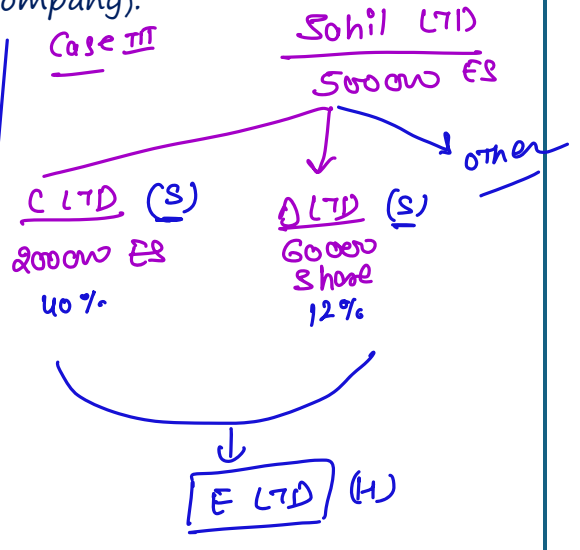 ompany).
Case III
Sohil LTD
500000 ES
other
C LTD (S)
200000 ES
40%
D LTD (S)
60000
Share
12%
E LTD (H)